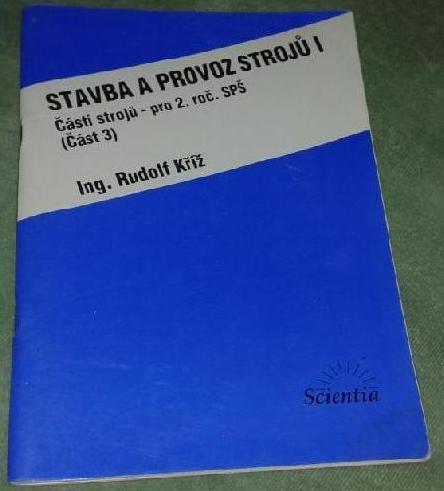 STAVBA A PROVOZ STROJŮ I
Části strojů - pro 2. roč. SPŠ
(Část 3)
Ing. Rudolf Kříž
Scientia